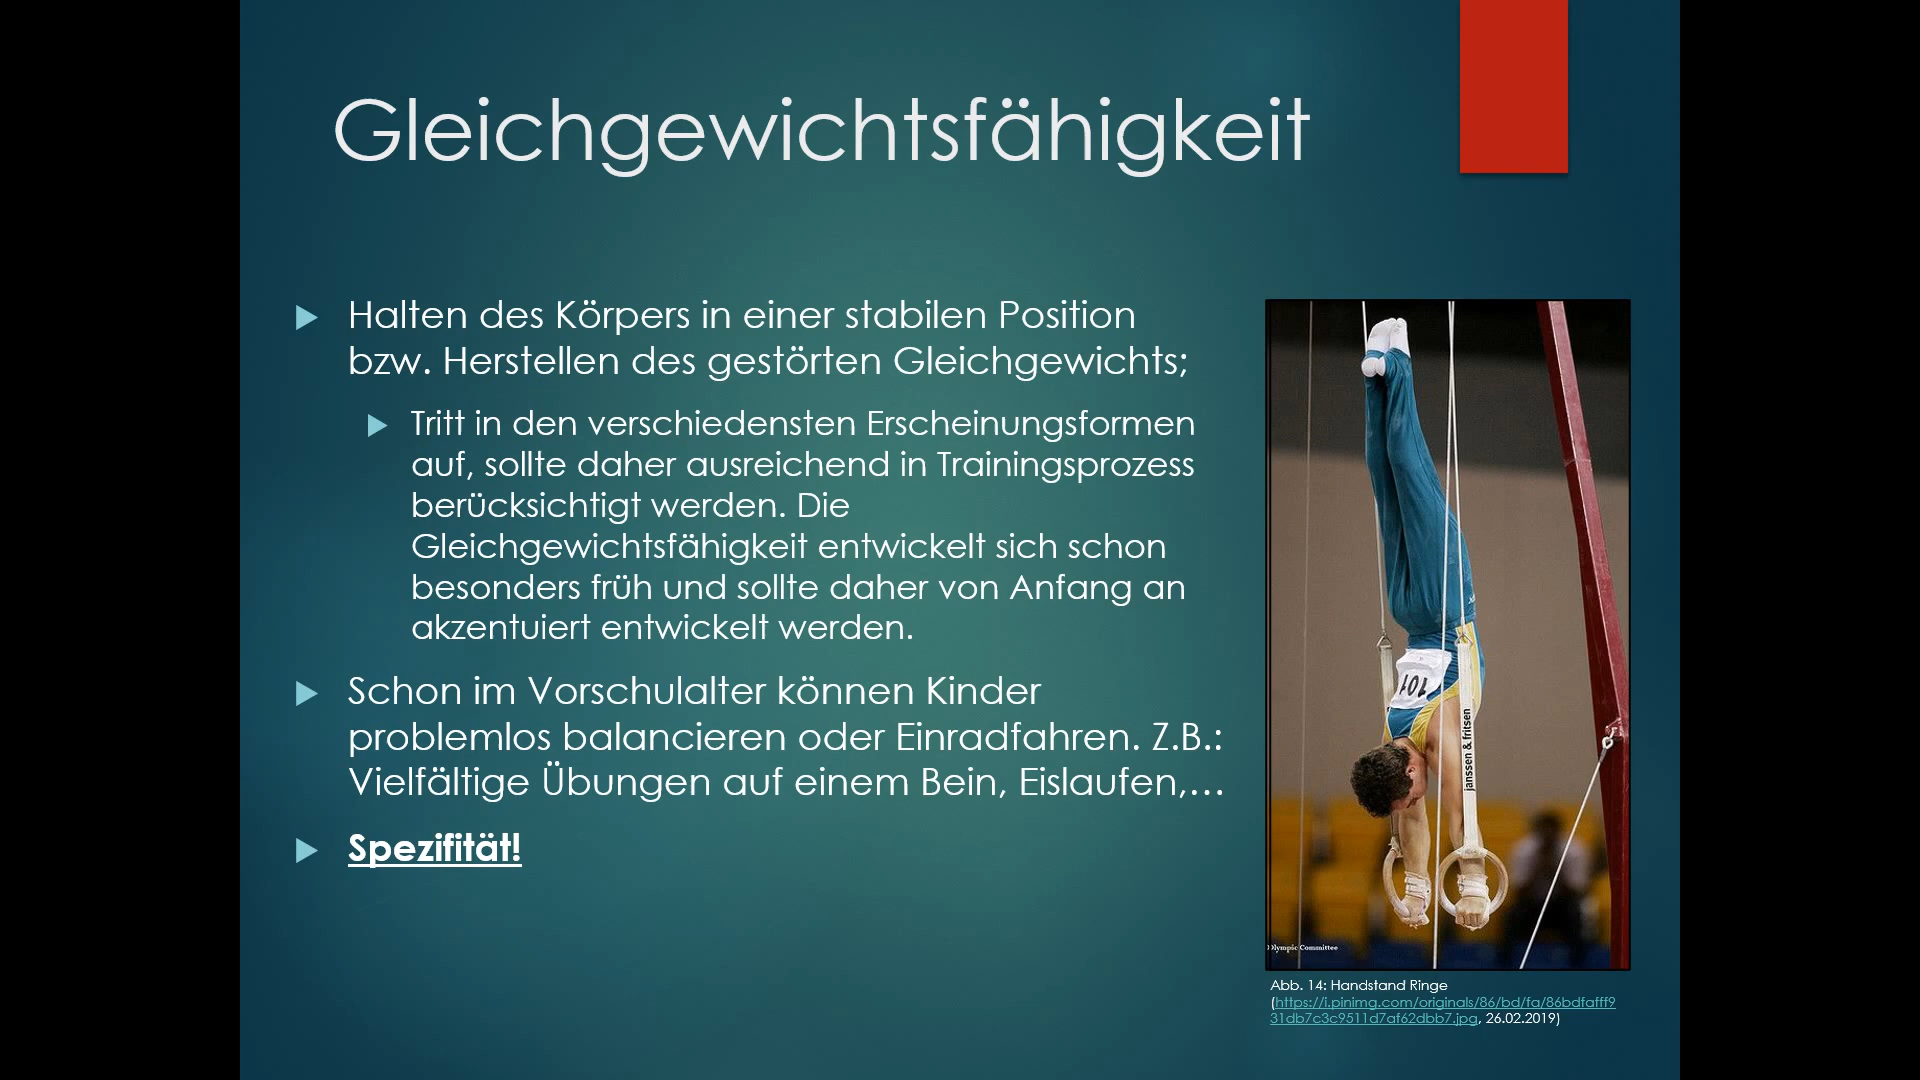 Gleichgewichtsfähigkeit
Halten des Körpers in einer stabilen Position
bzw. Herstellen des gestörten Gleichgewichts;
Tritt in den verschiedensten Erscheinungsformen
auf, sollte daher ausreichend in Trainingsprozess
berücksichtigt werden. Die
Gleichgewichtsfähigkeit entwickelt sich schon
besonders früh und sollte daher von Anfang an
akzentuiert entwickelt werden.
Schon im Vorschulalter können Kinder
problemlos balancieren oder Einradfahren. Z.B.:
Vielfältige Übungen auf einem Bein, Eislaufen,…
Spezifität!
101
janssen & fritsen
Olympic Committee
Abb. 14: Handstand Ringe
(https://i.pinimg.com/originals/86/bd/fa/86bdfafff9
31db7c3c9511d7af62dbb7.jpg, 26.02.2019)